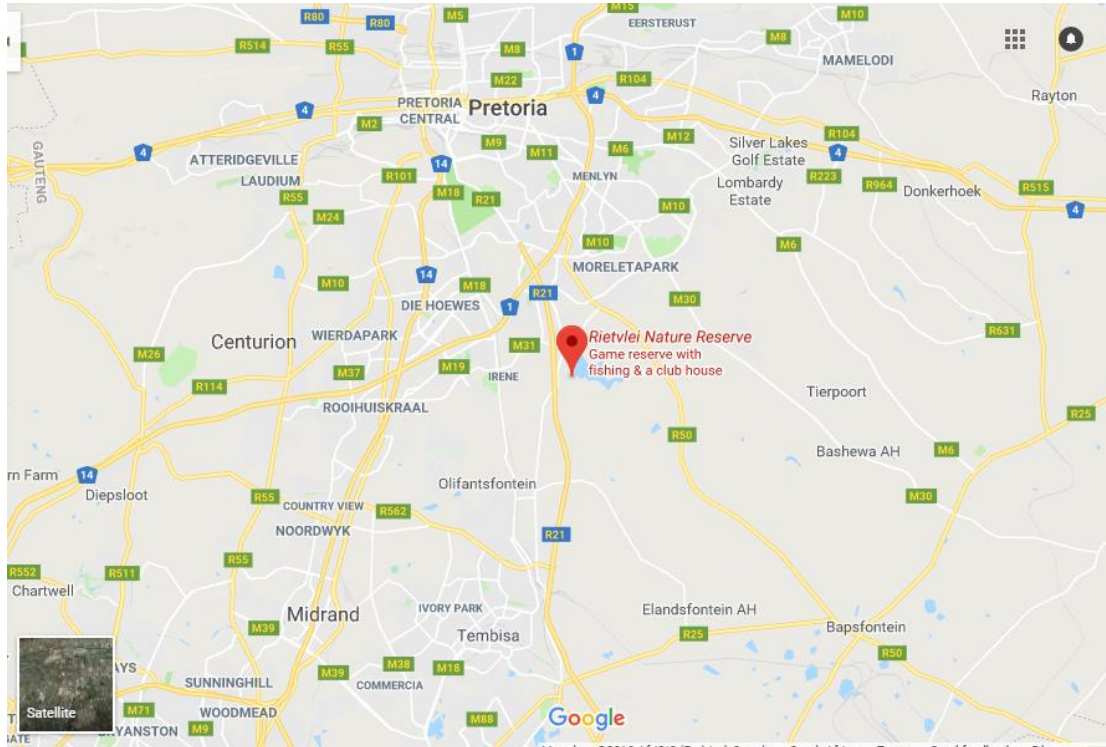 M15
M10
R80
R80
M5
EERSTERUST
R514
R55
M8
1
M8
MAMELODI
M22
R104
PRETORIA
CENTRAL
Pretoria
4
Rayton
4
M2
M9
M12
R104
Silver Lakes
Golf Estate
4
4
GAUTENG
ATTERIDGEVILLE
M11
M6
14
MENLYN
LAUDIUM
R101
M18
R21
Lombardy
Estate
R223
R964
Donkerhoek
R515
4
R55
M24
M10
M10
M6
MORELETAPARK
14
M10
M18
R21
M30
DIE HOEWES
1
Centurion
WIERDAPARK
M31
Rietvlei Nature Reserve
Game reserve with
fishing & a club house
R631
M26
M37
M19
IRENE
R114
ROOIHUISKRAAL
Tierpoort
R25
R50
Bashewa AH
M6
rn Farm
14
Diepsloot
Olifantsfontein
M30
R55
COUNTRY VIEW
R562
NOORDWYK
R21
R55
R552
R511
Chartwell
Midrand
IVORY PARK
Elandsfontein AH
M39
Tembisa
R25
Bapsfontein
R50
AYS
M39
M38
M18
SUNNINGHILL
COMMERCIA
Satellite
M71
WOODMEAD
M88
Google
RYANSTON
M9